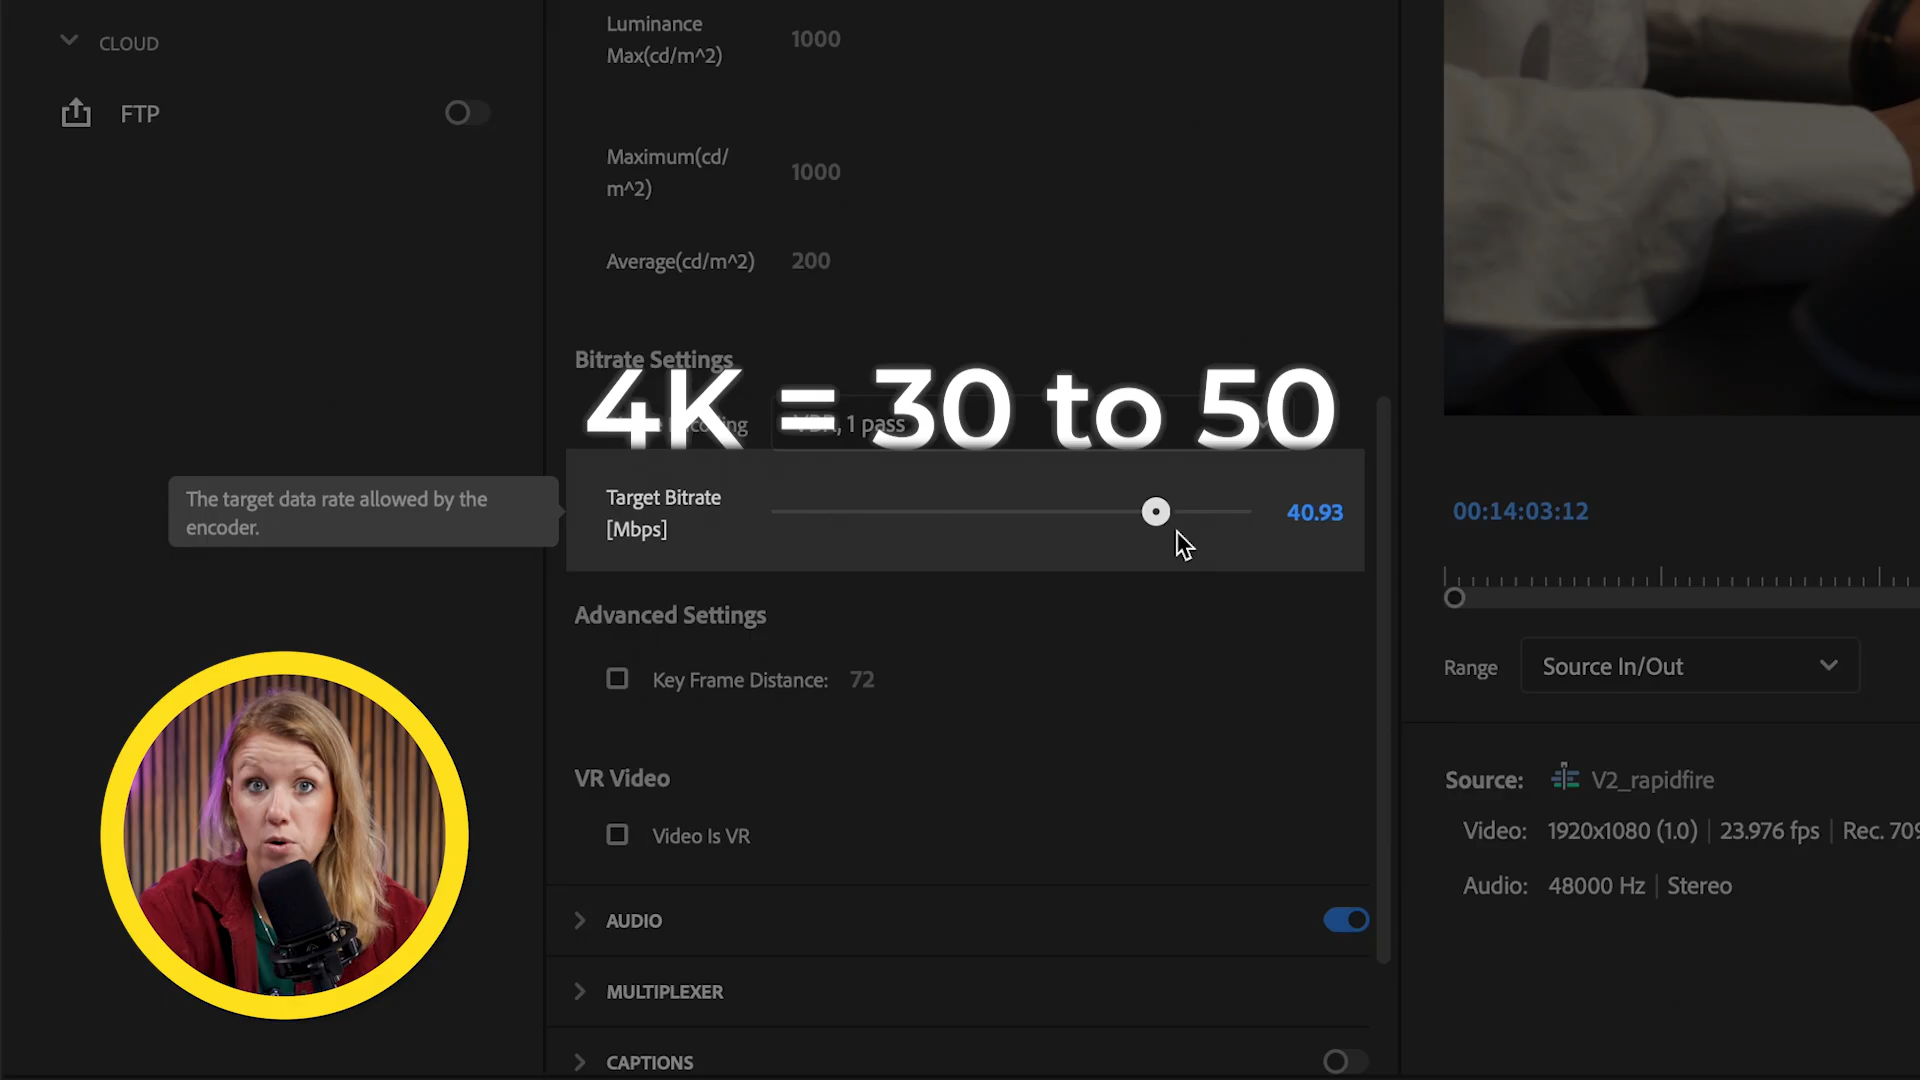 CLOUD
FTP
Luminance
Max(cd/m^2)
1000
Maximum(cd/
m^2)
1000
Average(cd/m^2)
200
Bitrate Settings
4K = 30 to 50
VBR, 1 pass
The target data rate allowed by the
encoder.
Target Bitrate
[Mbps]
40.93
Advanced Settings
Key Frame Distance: 72
VR Video
Video Is VR
AUDIO
MULTIPLEXER
CAPTIONS
00:14:03:12
Range
Source In/Out
Source: V2_rapidfire
Video: 1920x1080 (1.0) | 23.976 fps | Rec. 709
Audio: 48000 Hz | Stereo